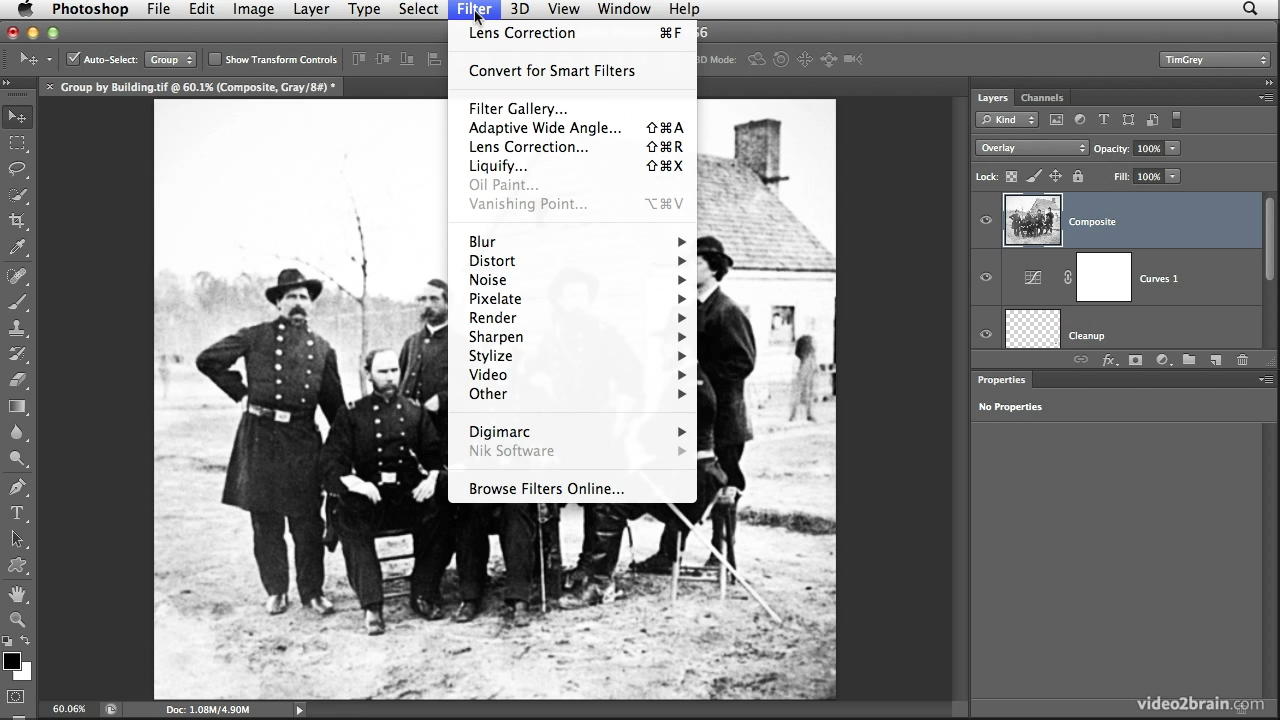 Photoshop File Edit Image Layer Type Select Filter 3D View Window Help
Auto-Select: Group Show Transform Controls 3D Mode: TimGrey
Group by Building.tif @ 60.1% (Composite, Gray/8#) *
Lens Correction ⌘F
Convert for Smart Filters
Filter Gallery...
Adaptive Wide Angle... ⇧⌘A
Lens Correction... ⇧⌘R
Liquify... ⇧⌘X
Oil Paint...
Vanishing Point... ⌥⌘V
Blur
Distort
Noise
Pixelate
Render
Sharpen
Stylize
Video
Other
Digimarc
Nik Software
Browse Filters Online...
Layers Channels
Kind
Overlay Opacity: 100%
Lock: Fill: 100%
Composite
Curves 1
Cleanup
Properties
No Properties
60.06% Doc: 1.08M/4.90M
video2brain.com